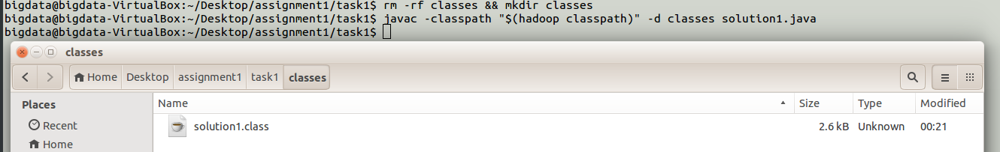 bigdata@bigdata-VirtualBox:~/Desktop/assignment1/task1$ rm -rf classes && mkdir classes
bigdata@bigdata-VirtualBox:~/Desktop/assignment1/task1$ javac -classpath "$(hadoop classpath)" -d classes solution1.java
bigdata@bigdata-VirtualBox:~/Desktop/assignment1/task1$
classes
Home Desktop assignment1 task1 classes
Places Name Size Type Modified
Recent solution1.class 2.6 kB Unknown 00:21
Home